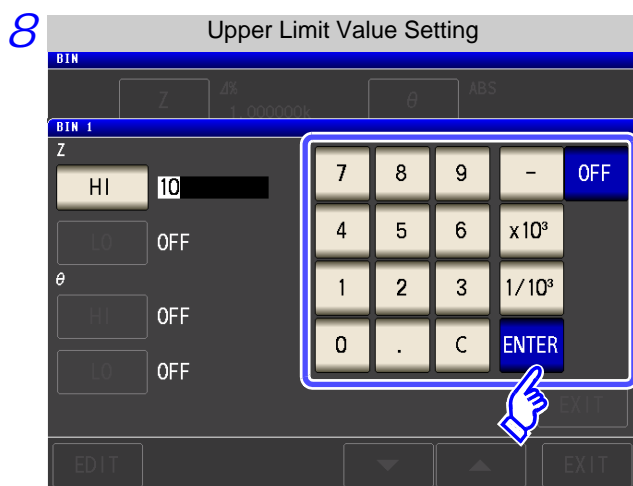 8
Upper Limit Value Setting
BIN
Z Δ% 1.000000k θ ABS
BIN 1
Z
HI 10
LO OFF
θ
HI OFF
LO OFF
7 8 9 - OFF
4 5 6 x10³
1 2 3 1/10³
0 . C ENTER
EXIT
EDIT EXIT